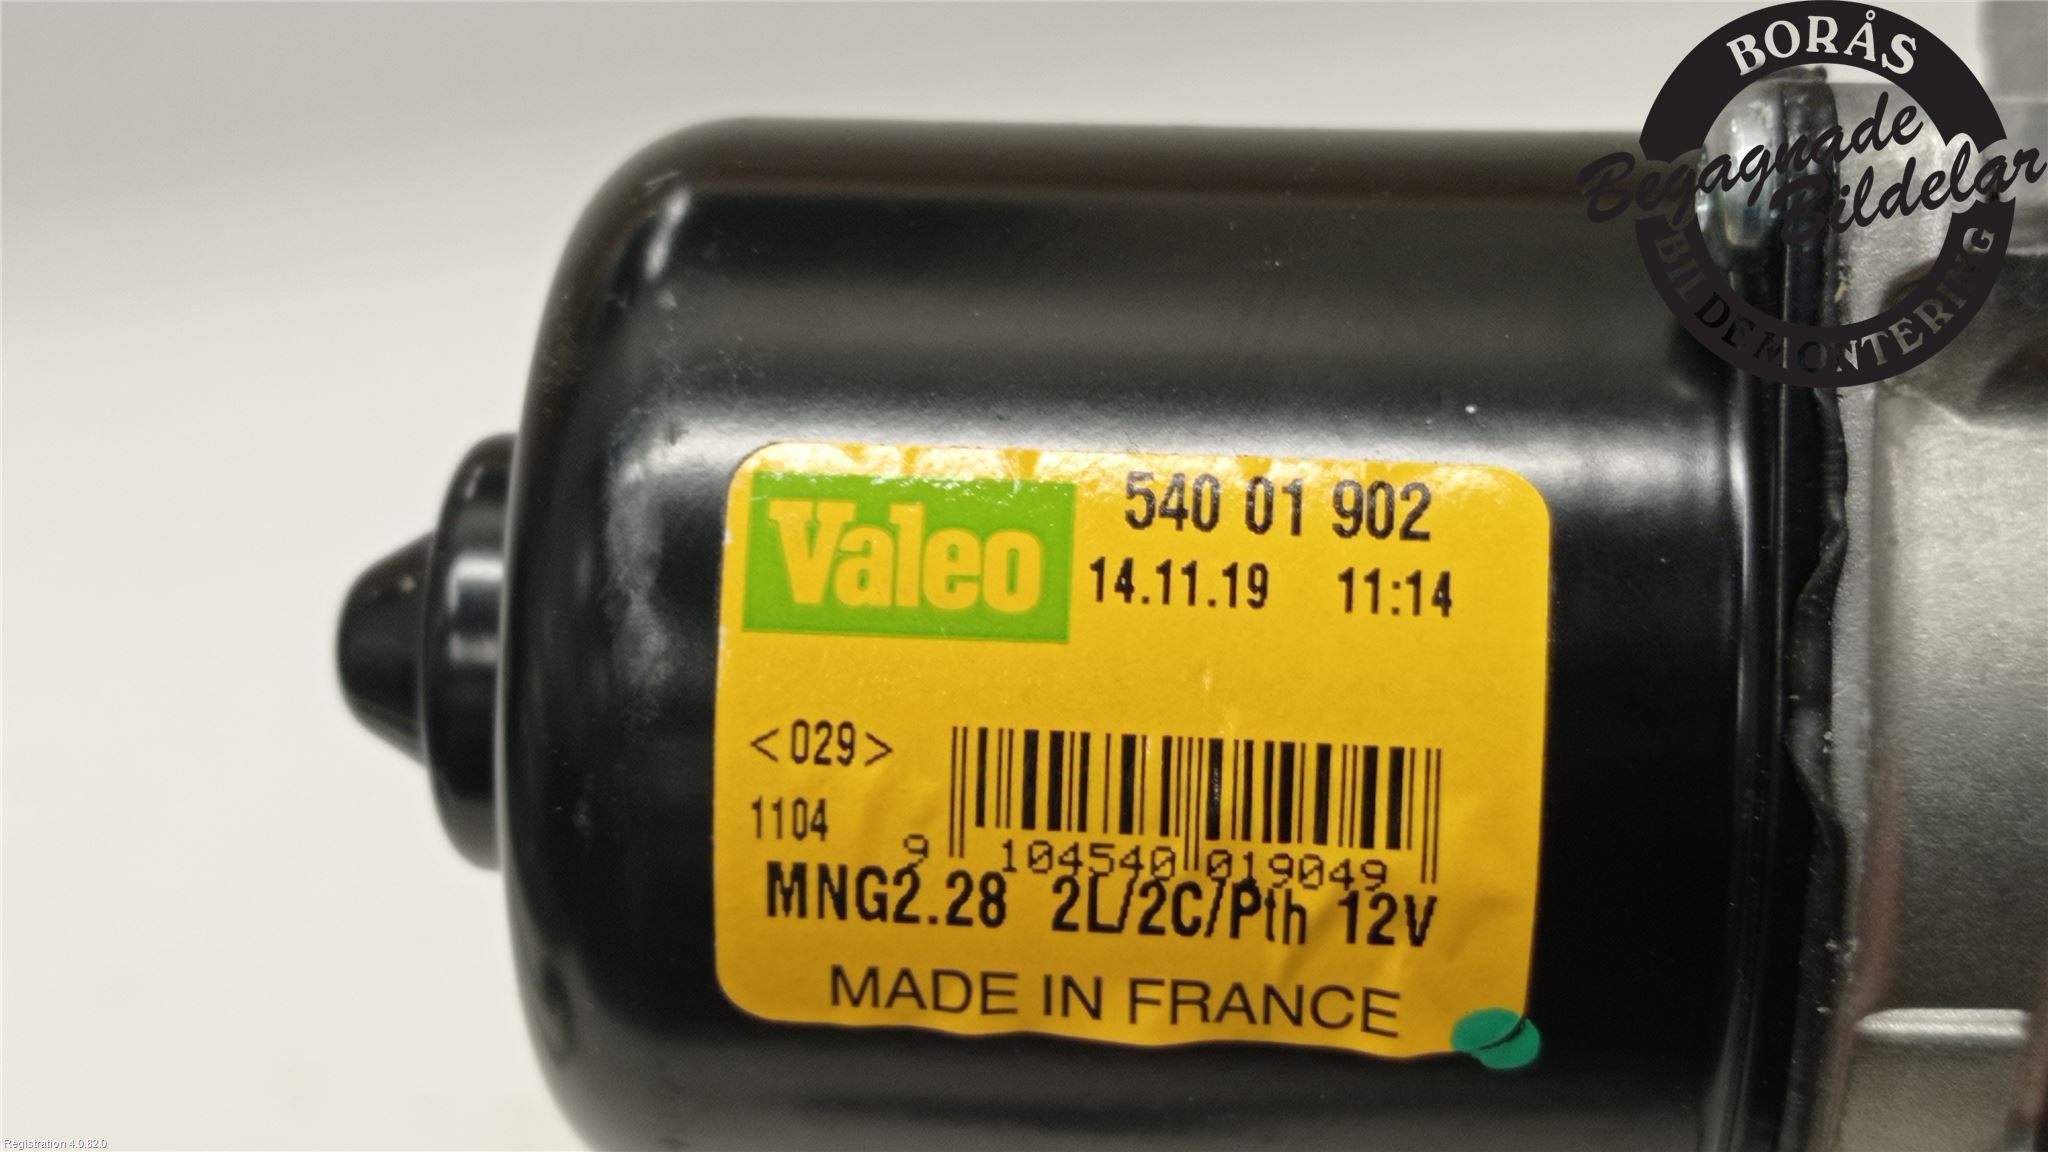 BORÅS
Begagnade
Bildelar
BILDEMONTERING
Valeo
540 01 902
14.11.19 11:14
<029>
1104
9 104540 019049
MNG2.28 2L/2C/Pth 12V
MADE IN FRANCE
Registration 4.0.82.0